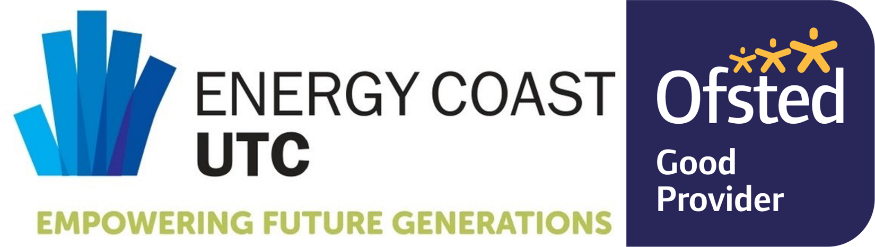 ENERGY COAST
UTC
EMPOWERING FUTURE GENERATIONS
Ofsted
Good
Provider